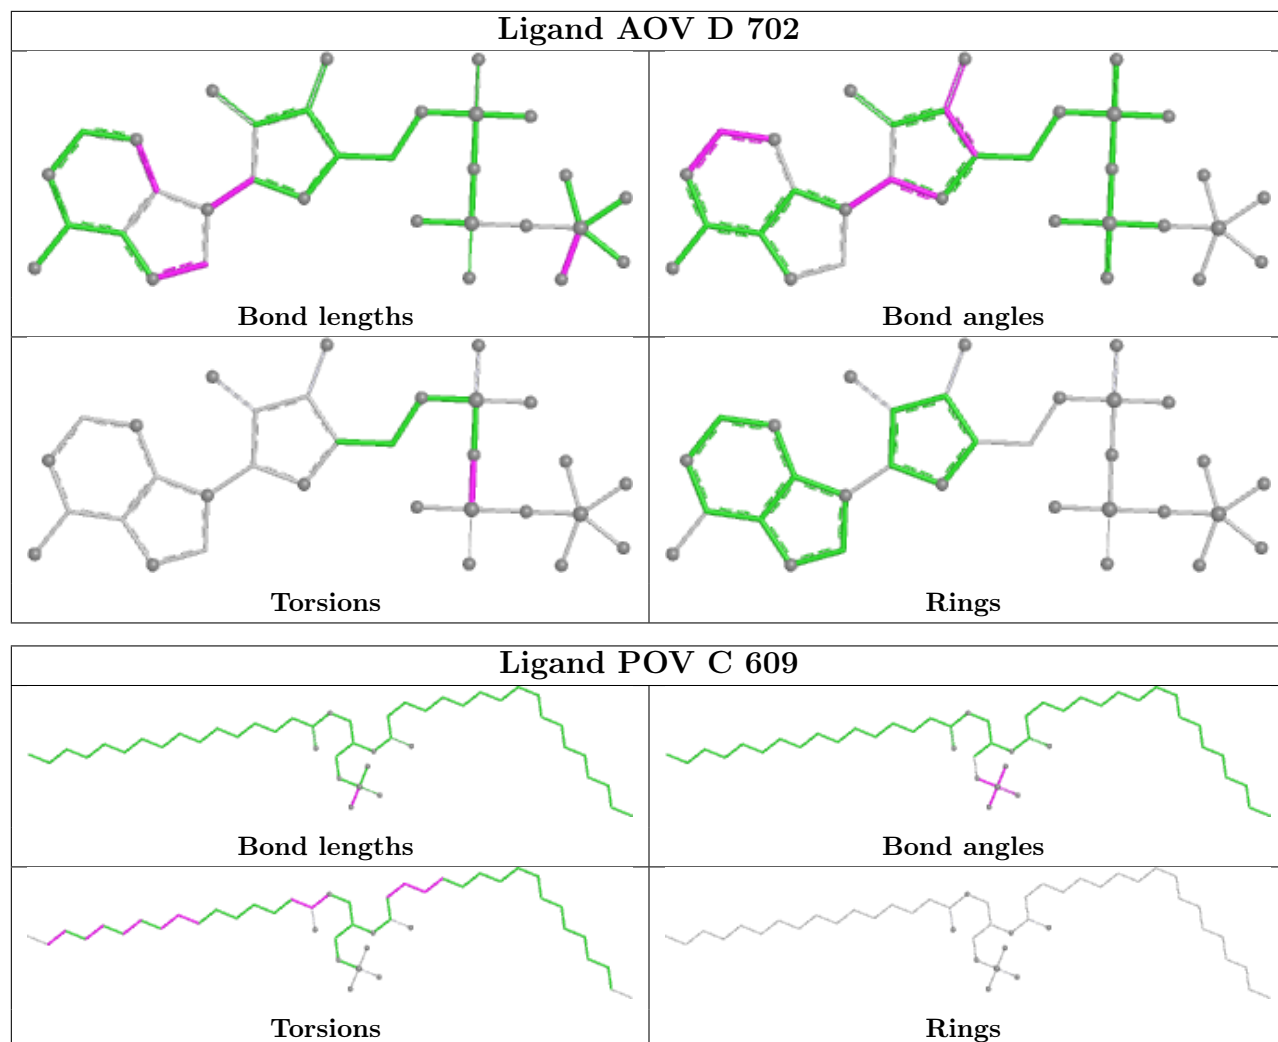 Ligand AOV D 702
Bond lengths
Bond angles
Torsions
Rings
Ligand POV C 609
Bond lengths
Bond angles
Torsions
Rings